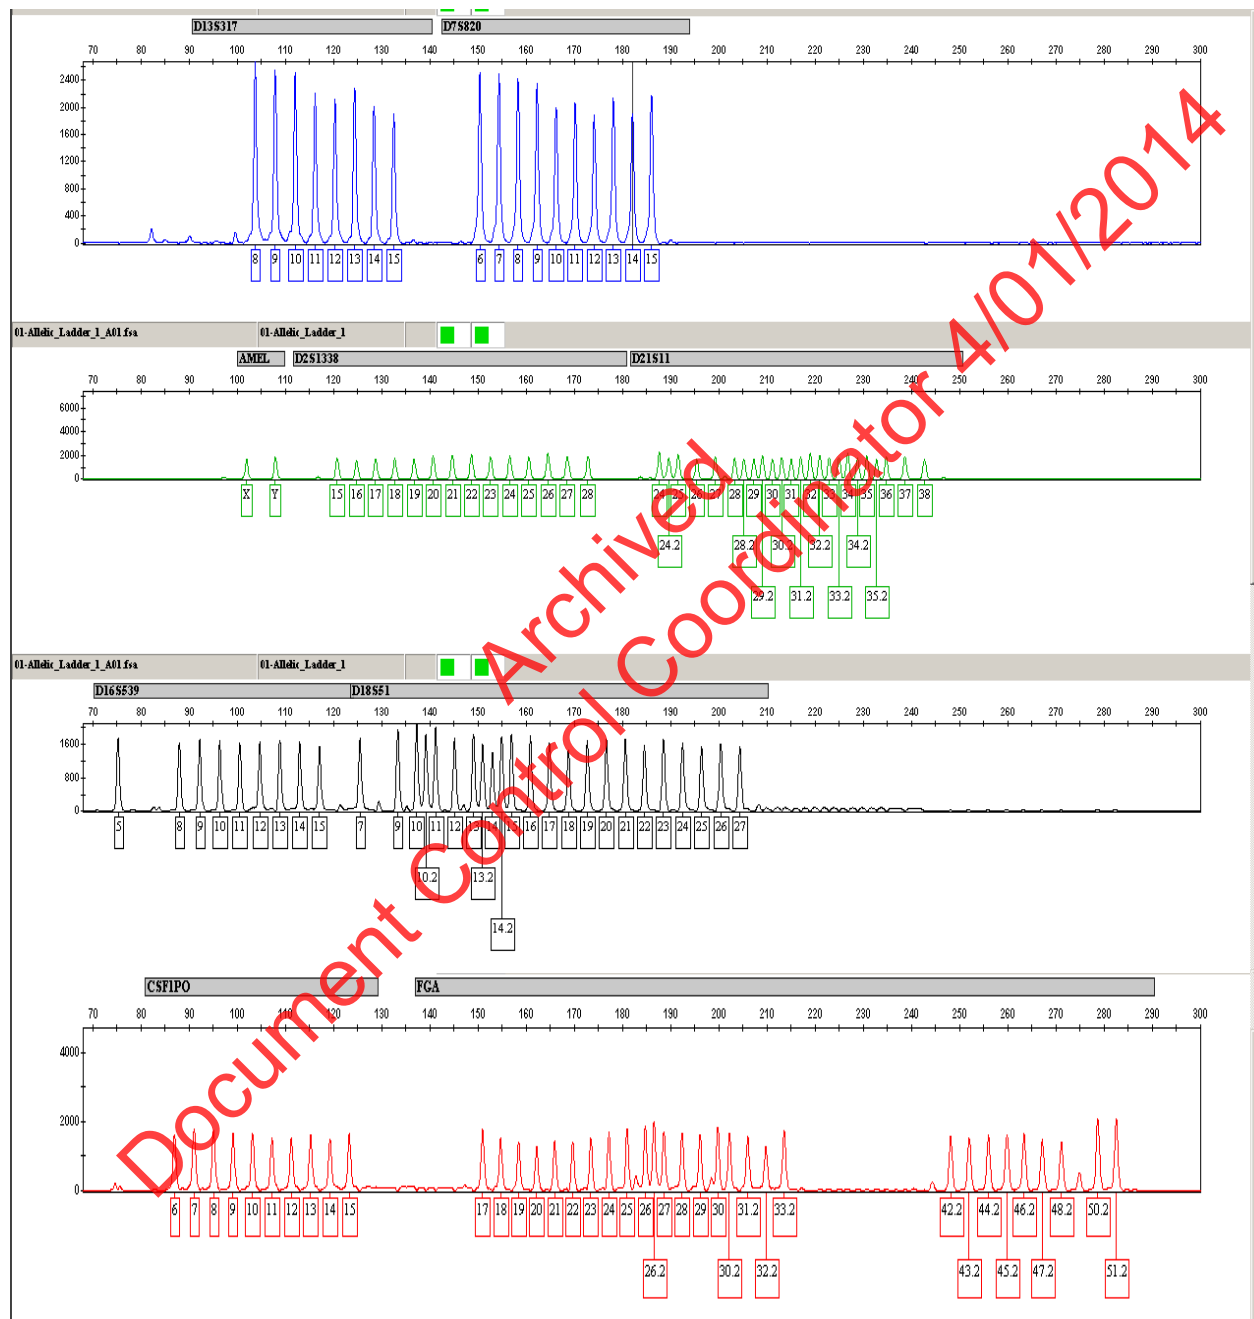 D13S317 D7S820
70 80 90 100 110 120 130 140 150 160 170 180 190 200 210 220 230 240 250 260 270 280 290 300
2400
2000
1600
1200
800
400
0
8 9 10 11 12 13 14 15 6 7 8 9 10 11 12 13 14 15
01-Allelic_Ladder_1_A01.fsa 01-Allelic_Ladder_1
AMEL D2S1338 D21S11
70 80 90 100 110 120 130 140 150 160 170 180 190 200 210 220 230 240 250 260 270 280 290 300
6000
4000
2000
0
X Y 15 16 17 18 19 20 21 22 23 24 25 26 27 28 24 25 26 27 28 29 30 31 32 33 34 35 36 37 38
24.2 28.2 30.2 32.2 34.2
29.2 31.2 33.2 35.2
01-Allelic_Ladder_1_A01.fsa 01-Allelic_Ladder_1
D16S539 D18S51
70 80 90 100 110 120 130 140 150 160 170 180 190 200 210 220 230 240 250 260 270 280 290 300
1600
800
0
5 8 9 10 11 12 13 14 15 7 9 10 11 12 13 14 15 16 17 18 19 20 21 22 23 24 25 26 27
10.2 13.2
14.2
CSF1PO FGA
70 80 90 100 110 120 130 140 150 160 170 180 190 200 210 220 230 240 250 260 270 280 290 300
4000
2000
0
6 7 8 9 10 11 12 13 14 15 17 18 19 20 21 22 23 24 25 26 27 28 29 30 31.2 33.2 42.2 44.2 46.2 48.2 50.2
26.2 30.2 32.2 43.2 45.2 47.2 51.2
Archived
Document Control Coordinator 4/01/2014